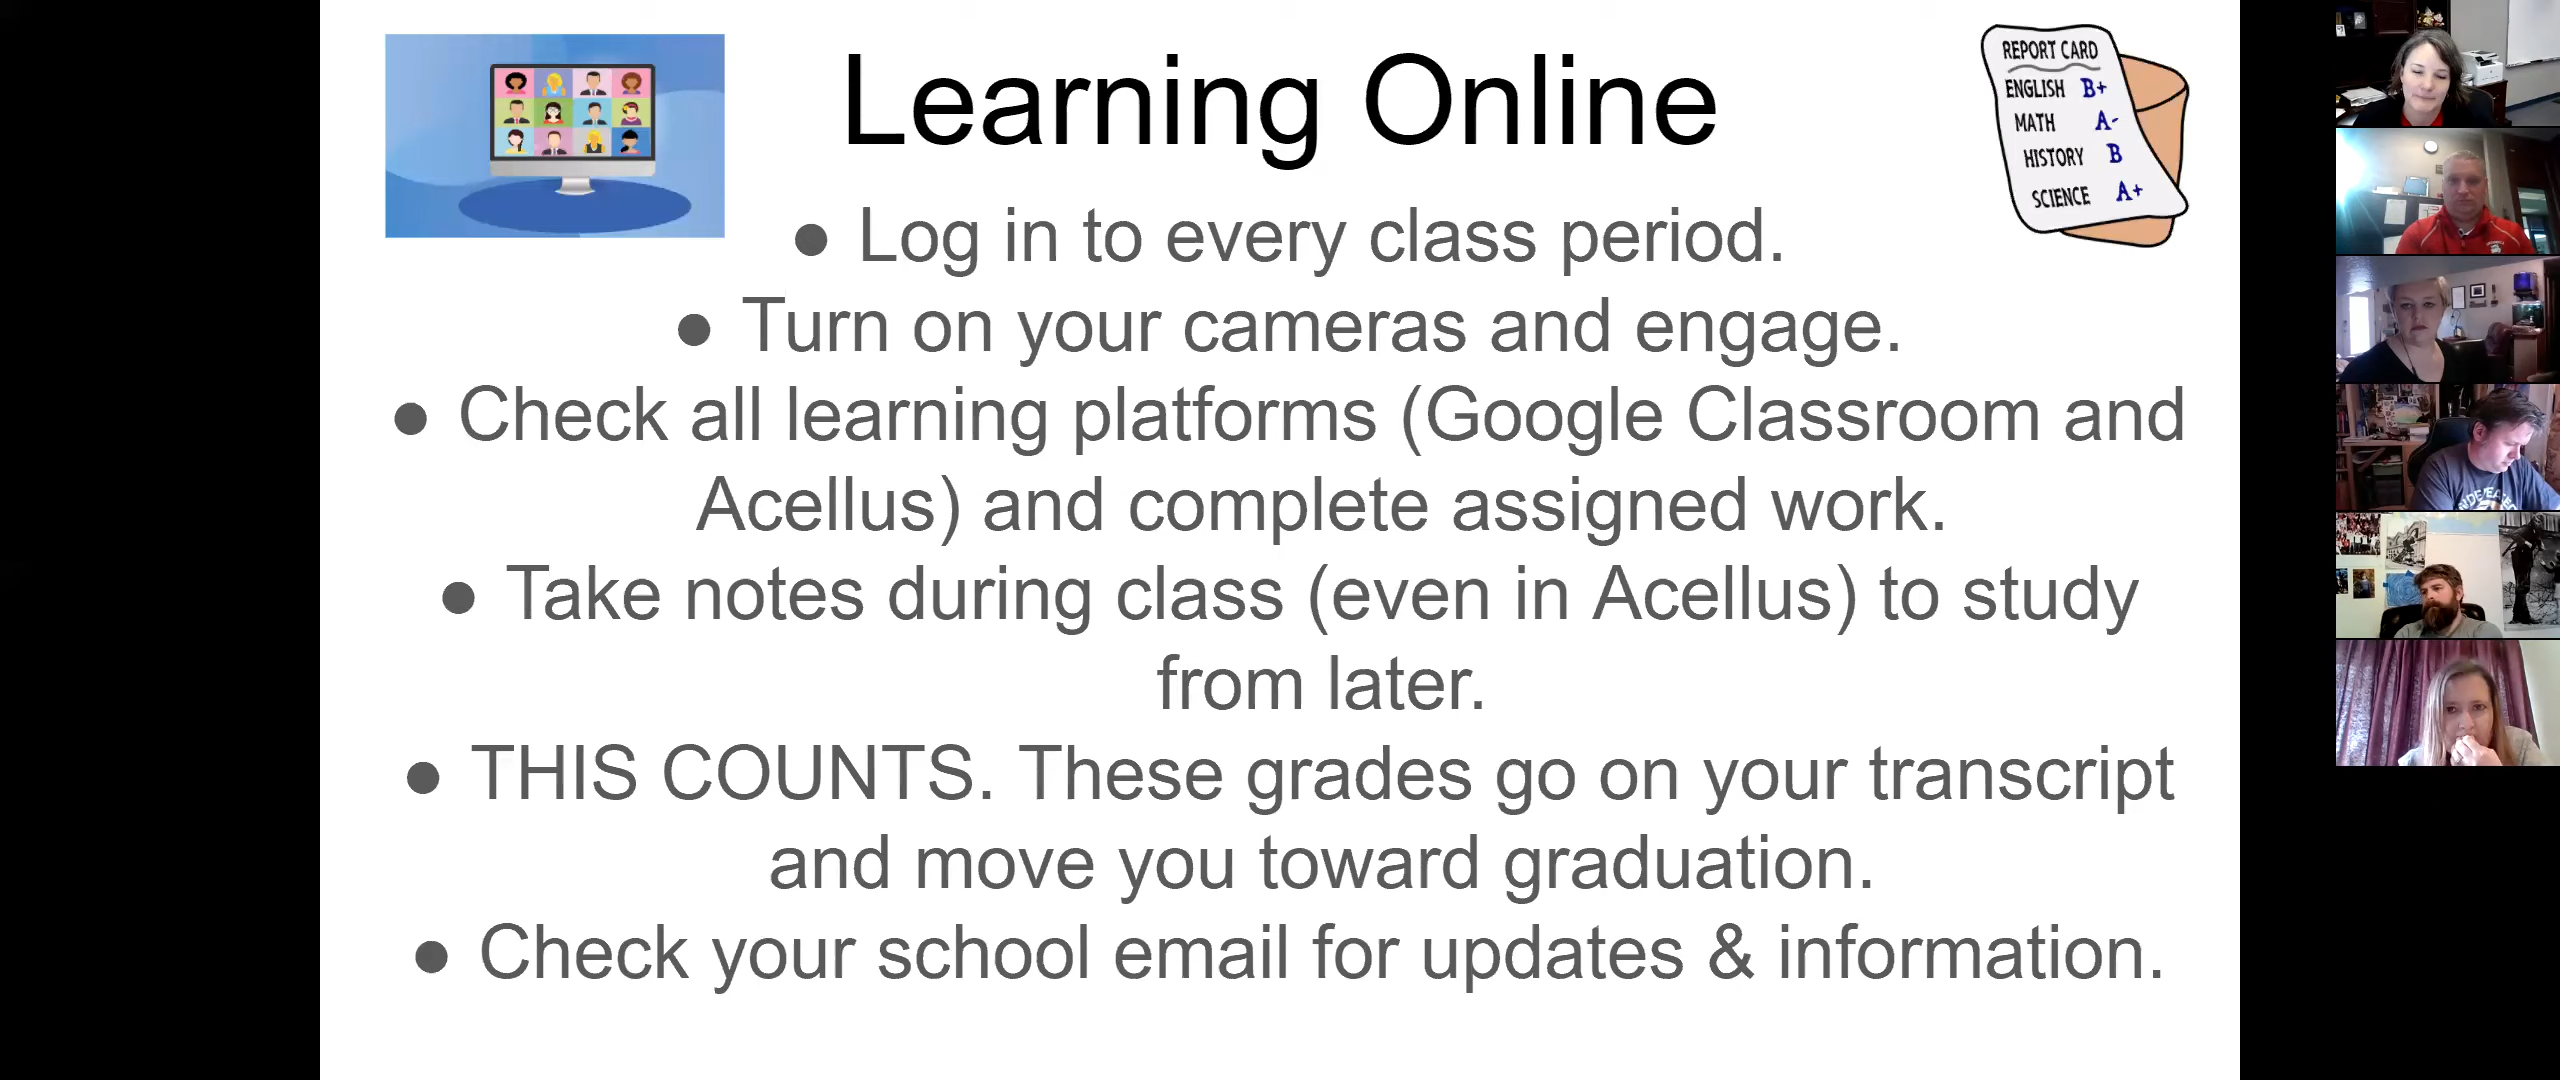 Learning Online
REPORT CARD
ENGLISH B+
MATH A-
HISTORY B
SCIENCE A+
● Log in to every class period.
● Turn on your cameras and engage.
● Check all learning platforms (Google Classroom and
Acellus) and complete assigned work.
● Take notes during class (even in Acellus) to study
from later.
● THIS COUNTS. These grades go on your transcript
and move you toward graduation.
● Check your school email for updates & information.